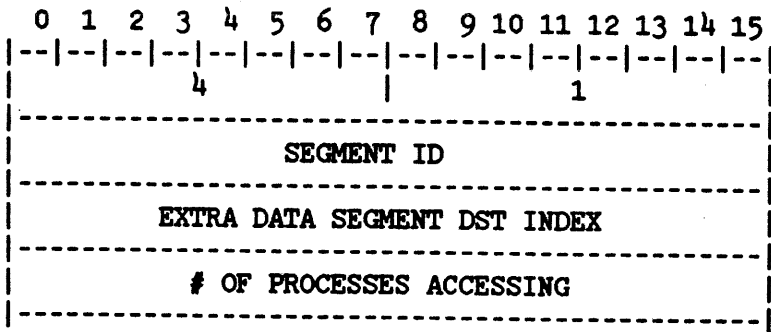 0 1 2 3 4 5 6 7 8 9 10 11 12 13 14 15
|--|--|--|--|--|--|--|--|--|--|--|--|--|--|--|--|
| 4 | 1 |
|------------------------------------------------|
| SEGMENT ID |
|------------------------------------------------|
| EXTRA DATA SEGMENT DST INDEX |
|------------------------------------------------|
| # OF PROCESSES ACCESSING |
|------------------------------------------------|